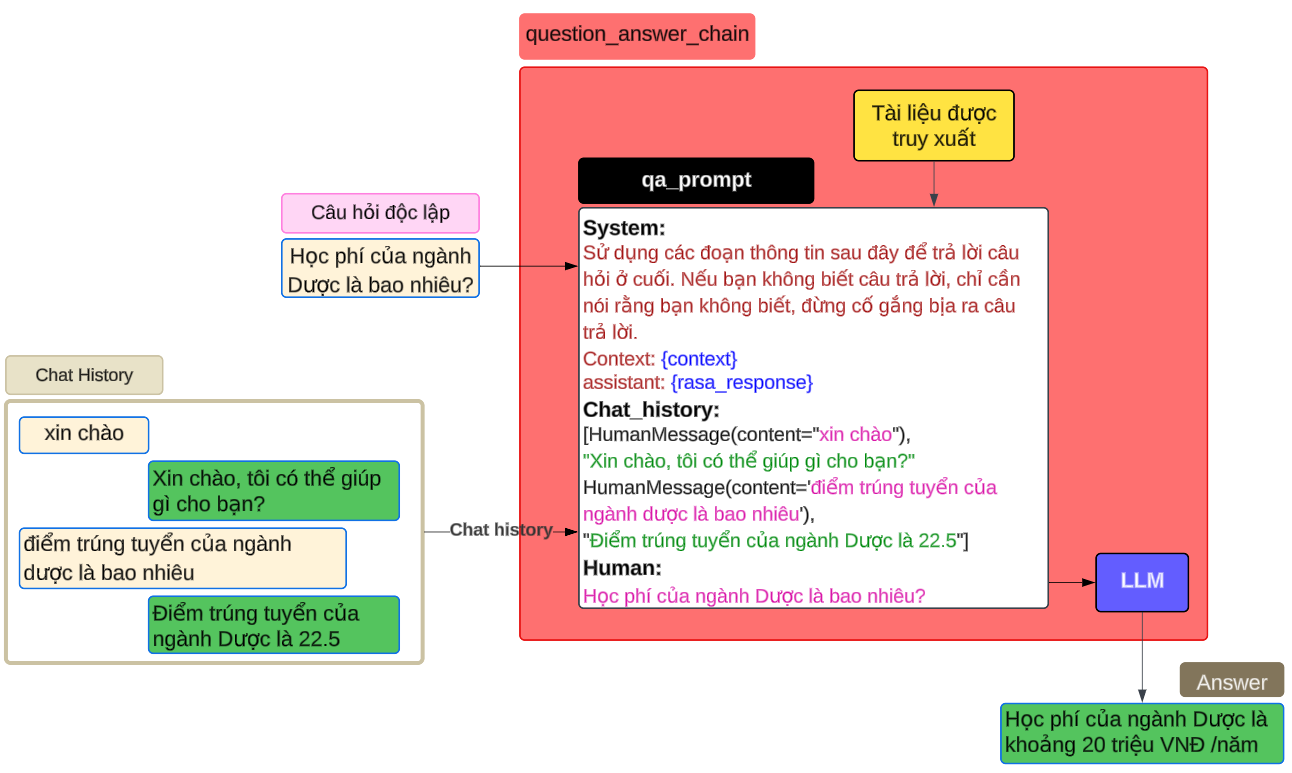 question_answer_chain
Tài liệu được
truy xuất
qa_prompt
Câu hỏi độc lập
Học phí của ngành
Dược là bao nhiêu?
System:
Sử dụng các đoạn thông tin sau đây để trả lời câu
hỏi ở cuối. Nếu bạn không biết câu trả lời, chỉ cần
nói rằng bạn không biết, đừng cố gắng bịa ra câu
trả lời.
Context: {context}
assistant: {rasa_response}
Chat_history:
[HumanMessage(content="xin chào"),
"Xin chào, tôi có thể giúp gì cho bạn?"
HumanMessage(content='điểm trúng tuyển của
ngành dược là bao nhiêu'),
"Điểm trúng tuyển của ngành Dược là 22.5"]
Human:
Học phí của ngành Dược là bao nhiêu?
Chat History
xin chào
Xin chào, tôi có thể giúp
gì cho bạn?
điểm trúng tuyển của ngành
dược là bao nhiêu
Điểm trúng tuyển của
ngành Dược là 22.5
Chat history
LLM
Answer
Học phí của ngành Dược là
khoảng 20 triệu VNĐ /năm